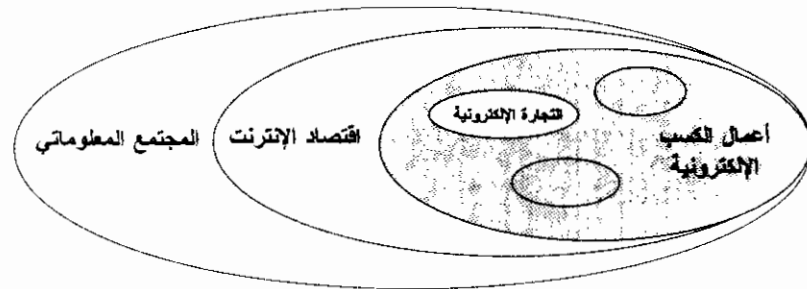 التجارة الإلكترونية
أعمال الكسب
الإلكترونية
اقتصاد الإنترنت
المجتمع المعلوماتي